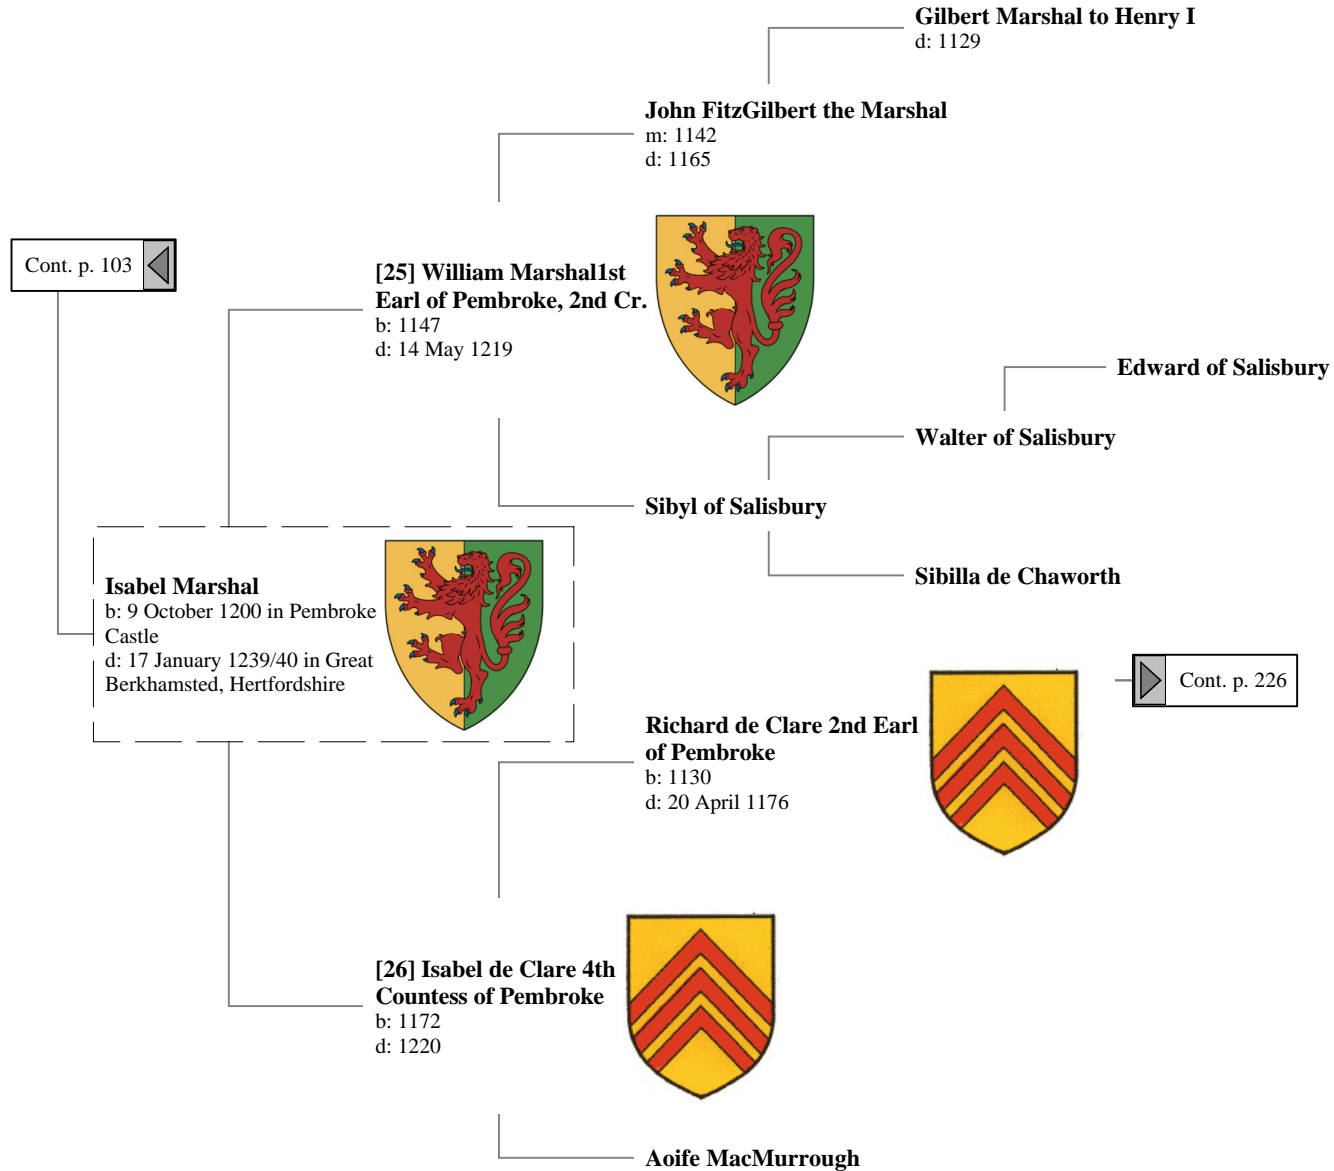 Gilbert Marshal to Henry I
d: 1129
John FitzGilbert the Marshal
m: 1142
d: 1165
Cont. p. 103
[25] William Marshal1st
Earl of Pembroke, 2nd Cr.
b: 1147
d: 14 May 1219
Edward of Salisbury
Walter of Salisbury
Sibyl of Salisbury
Sibilla de Chaworth
Isabel Marshal
b: 9 October 1200 in Pembroke
Castle
d: 17 January 1239/40 in Great
Berkhamsted, Hertfordshire
Cont. p. 226
Richard de Clare 2nd Earl
of Pembroke
b: 1130
d: 20 April 1176
[26] Isabel de Clare 4th
Countess of Pembroke
b: 1172
d: 1220
Aoife MacMurrough